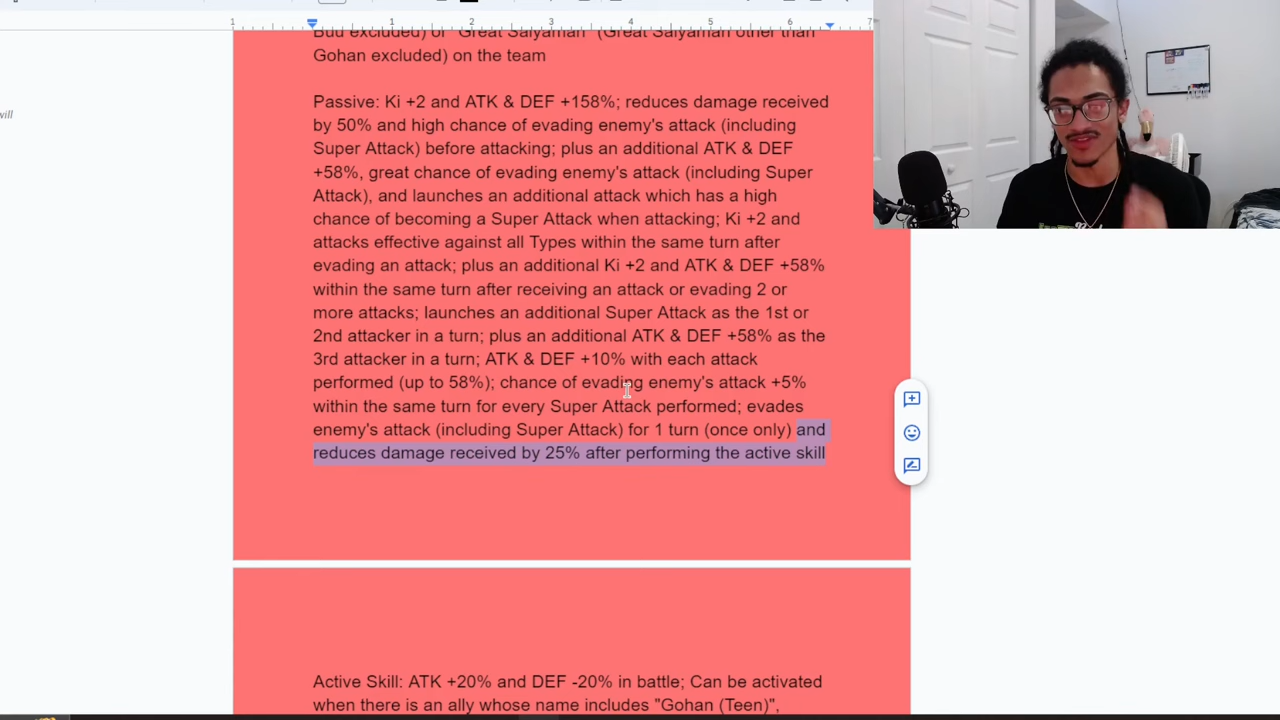 1 1 2 3 4 5 6 7
will
Buu excluded) or "Great Saiyaman" (Great Saiyaman other than
Gohan excluded) on the team
Passive: Ki +2 and ATK & DEF +158%; reduces damage received
by 50% and high chance of evading enemy's attack (including
Super Attack) before attacking; plus an additional ATK & DEF
+58%, great chance of evading enemy's attack (including Super
Attack), and launches an additional attack which has a high
chance of becoming a Super Attack when attacking; Ki +2 and
attacks effective against all Types within the same turn after
evading an attack; plus an additional Ki +2 and ATK & DEF +58%
within the same turn after receiving an attack or evading 2 or
more attacks; launches an additional Super Attack as the 1st or
2nd attacker in a turn; plus an additional ATK & DEF +58% as the
3rd attacker in a turn; ATK & DEF +10% with each attack
performed (up to 58%); chance of evading enemy's attack +5%
within the same turn for every Super Attack performed; evades
enemy's attack (including Super Attack) for 1 turn (once only) and
reduces damage received by 25% after performing the active skill
Active Skill: ATK +20% and DEF -20% in battle; Can be activated
when there is an ally whose name includes "Gohan (Teen)",